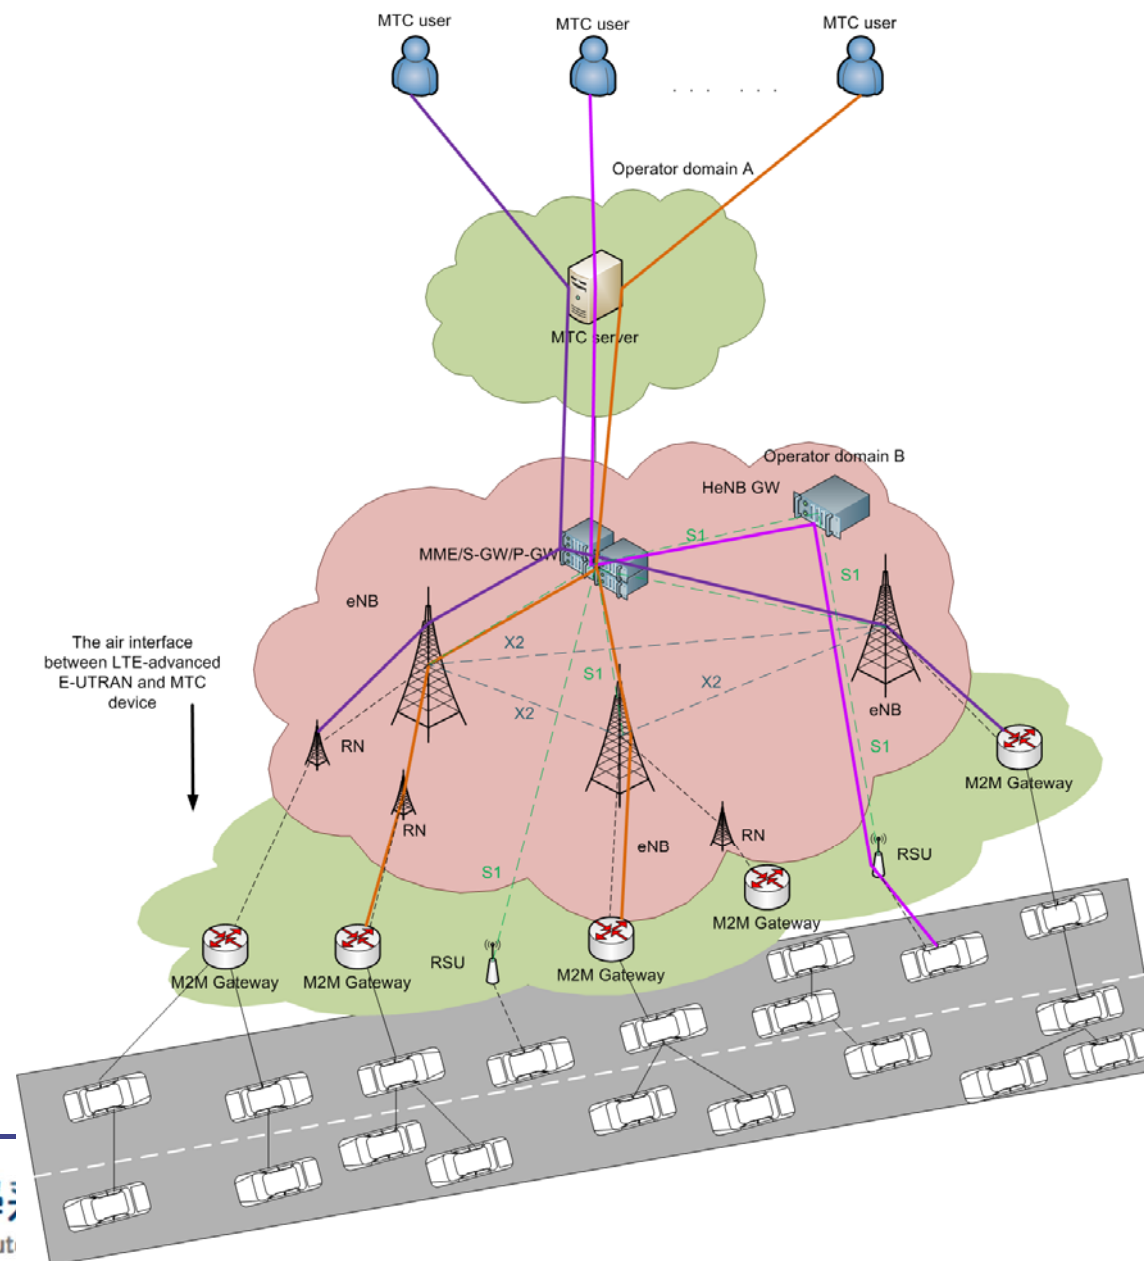 MTC user
MTC user
MTC user
. . .   . . .
Operator domain A
MTC server
Operator domain B
HeNB GW
S1
MME/S-GW/P-GW
S1
eNB
X2
The air interface
between LTE-advanced
E-UTRAN and MTC
device
S1
X2
X2
eNB
RN
S1
M2M Gateway
RN
RN
eNB
RSU
S1
M2M Gateway
RSU
M2M Gateway
M2M Gateway
M2M Gateway